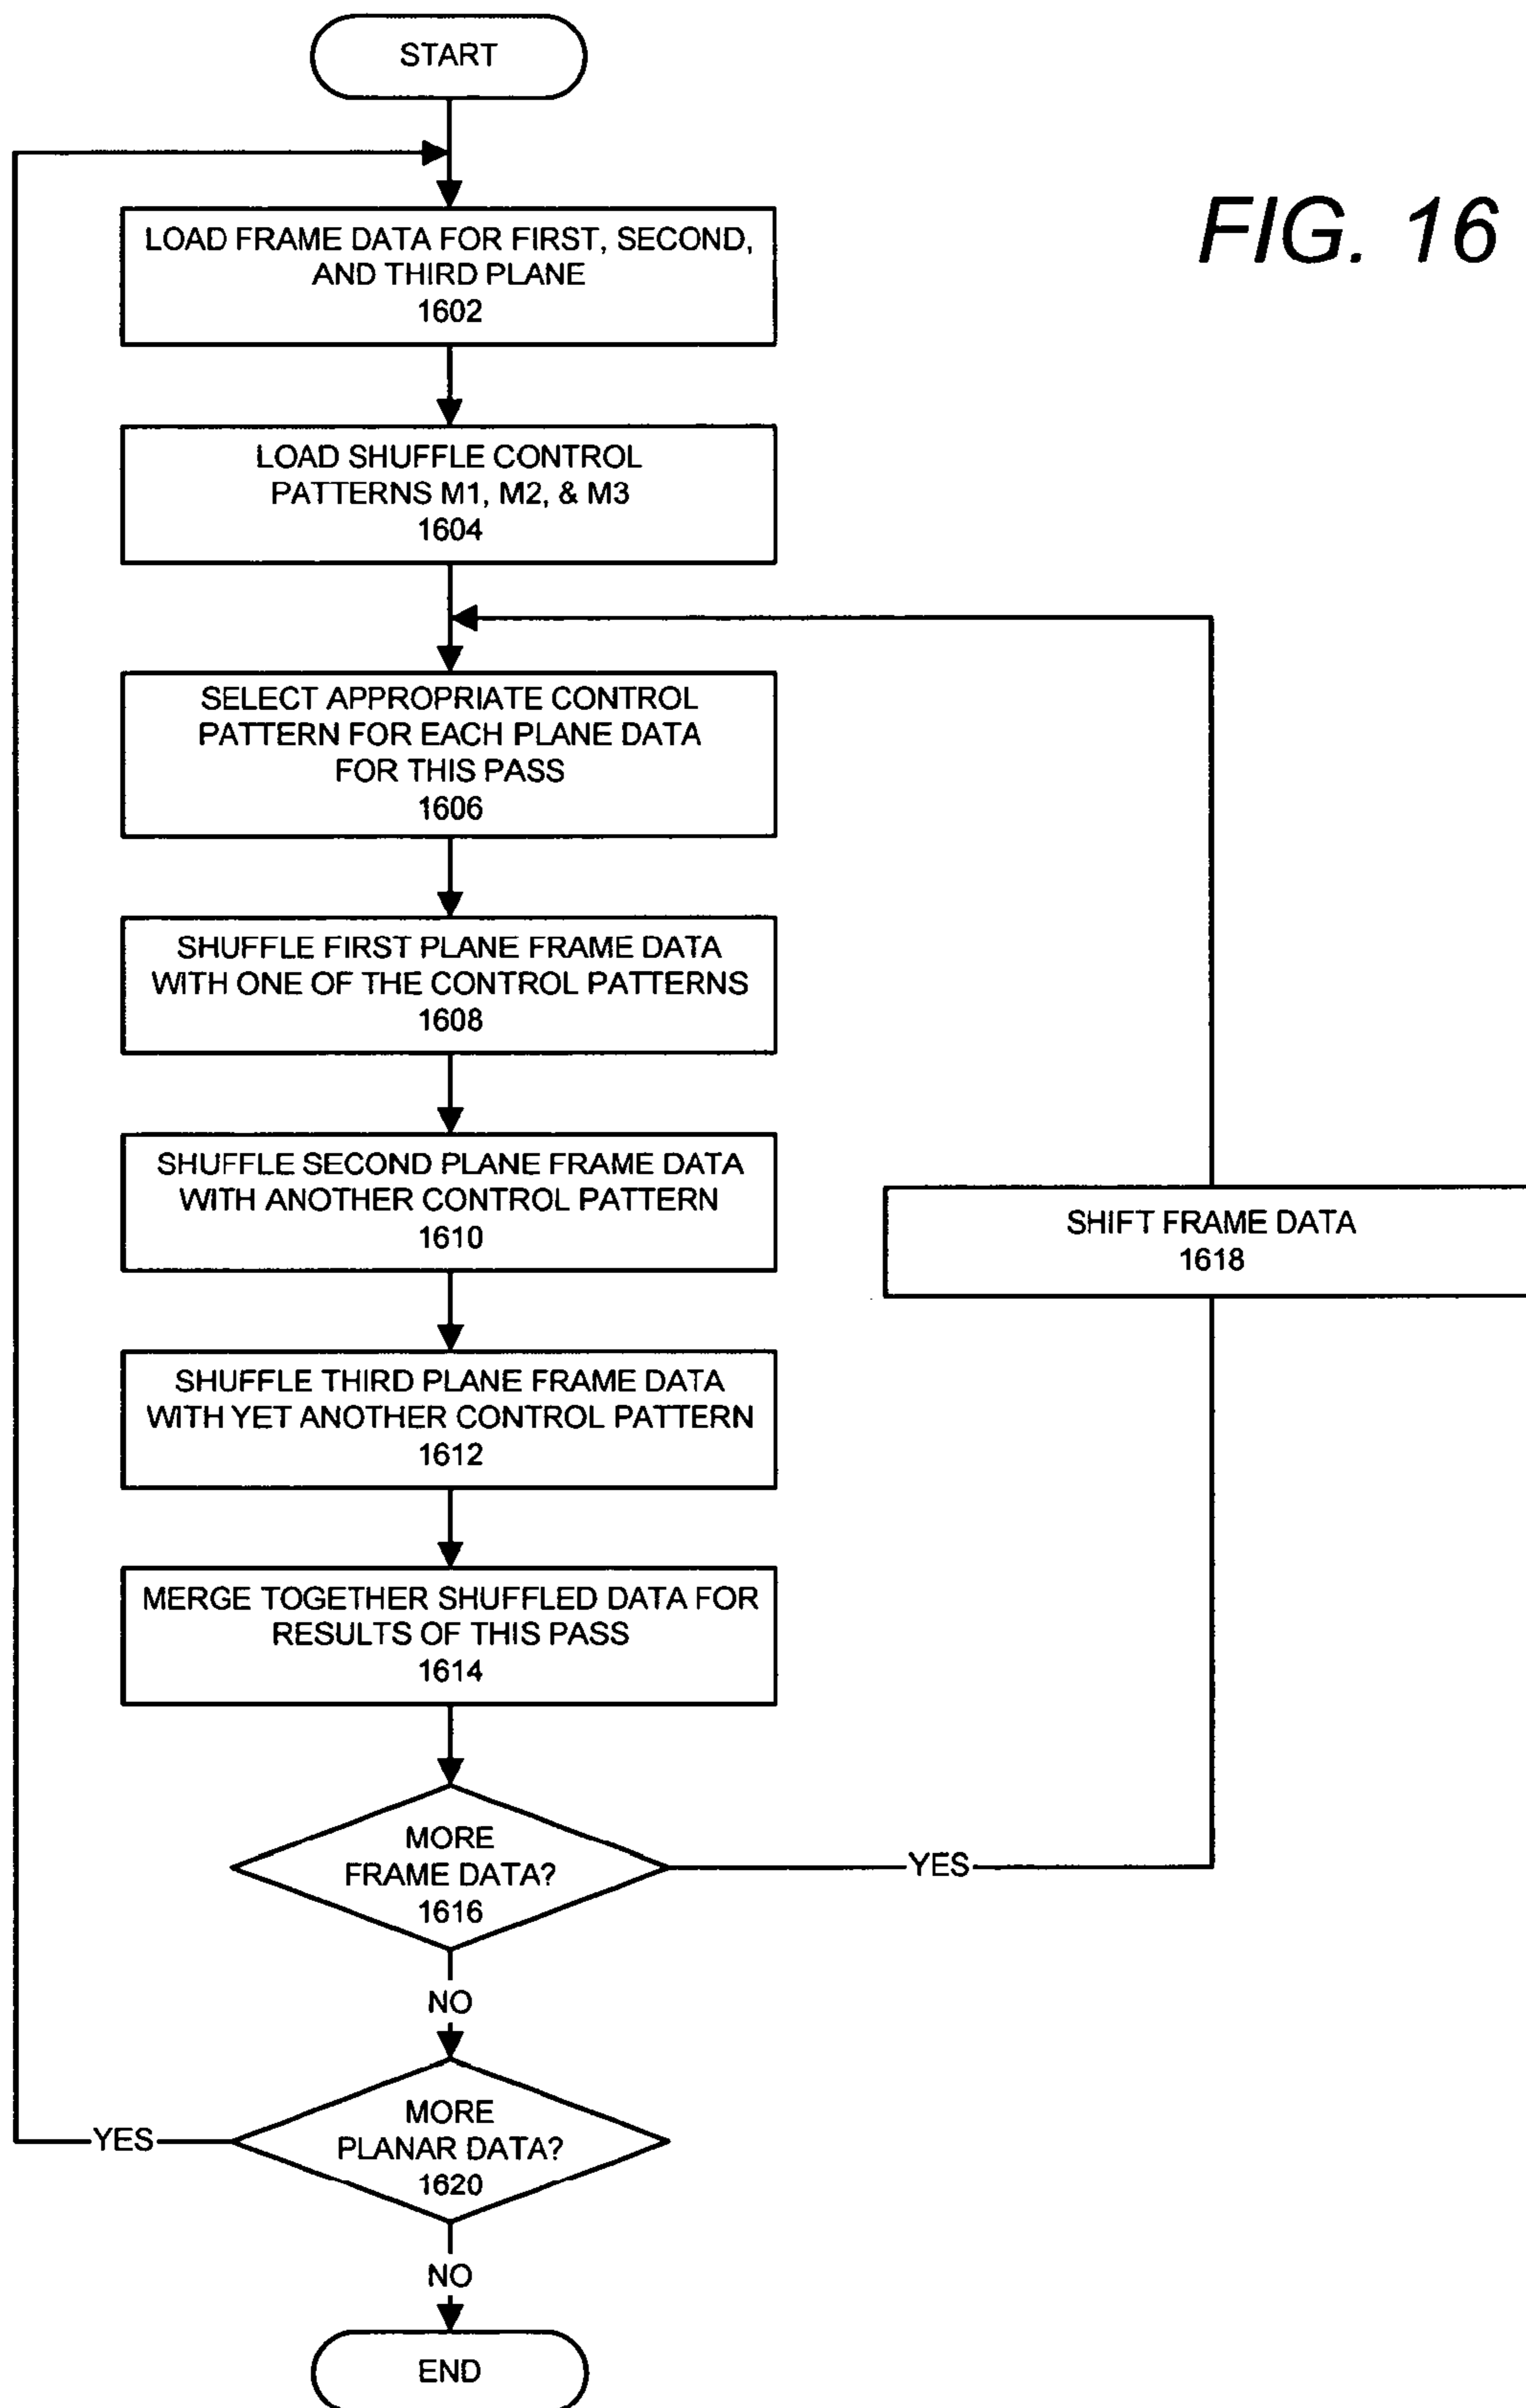 START
FIG. 16
LOAD FRAME DATA FOR FIRST, SECOND,
AND THIRD PLANE
1602
LOAD SHUFFLE CONTROL
PATTERNS M1, M2, & M3
1604
SELECT APPROPRIATE CONTROL
PATTERN FOR EACH PLANE DATA
FOR THIS PASS
1606
SHUFFLE FIRST PLANE FRAME DATA
WITH ONE OF THE CONTROL PATTERNS
1608
SHUFFLE SECOND PLANE FRAME DATA
WITH ANOTHER CONTROL PATTERN
1610
SHIFT FRAME DATA
1618
SHUFFLE THIRD PLANE FRAME DATA
WITH YET ANOTHER CONTROL PATTERN
1612
MERGE TOGETHER SHUFFLED DATA FOR
RESULTS OF THIS PASS
1614
MORE
FRAME DATA?
1616
YES
NO
MORE
PLANAR DATA?
1620
YES
NO
END